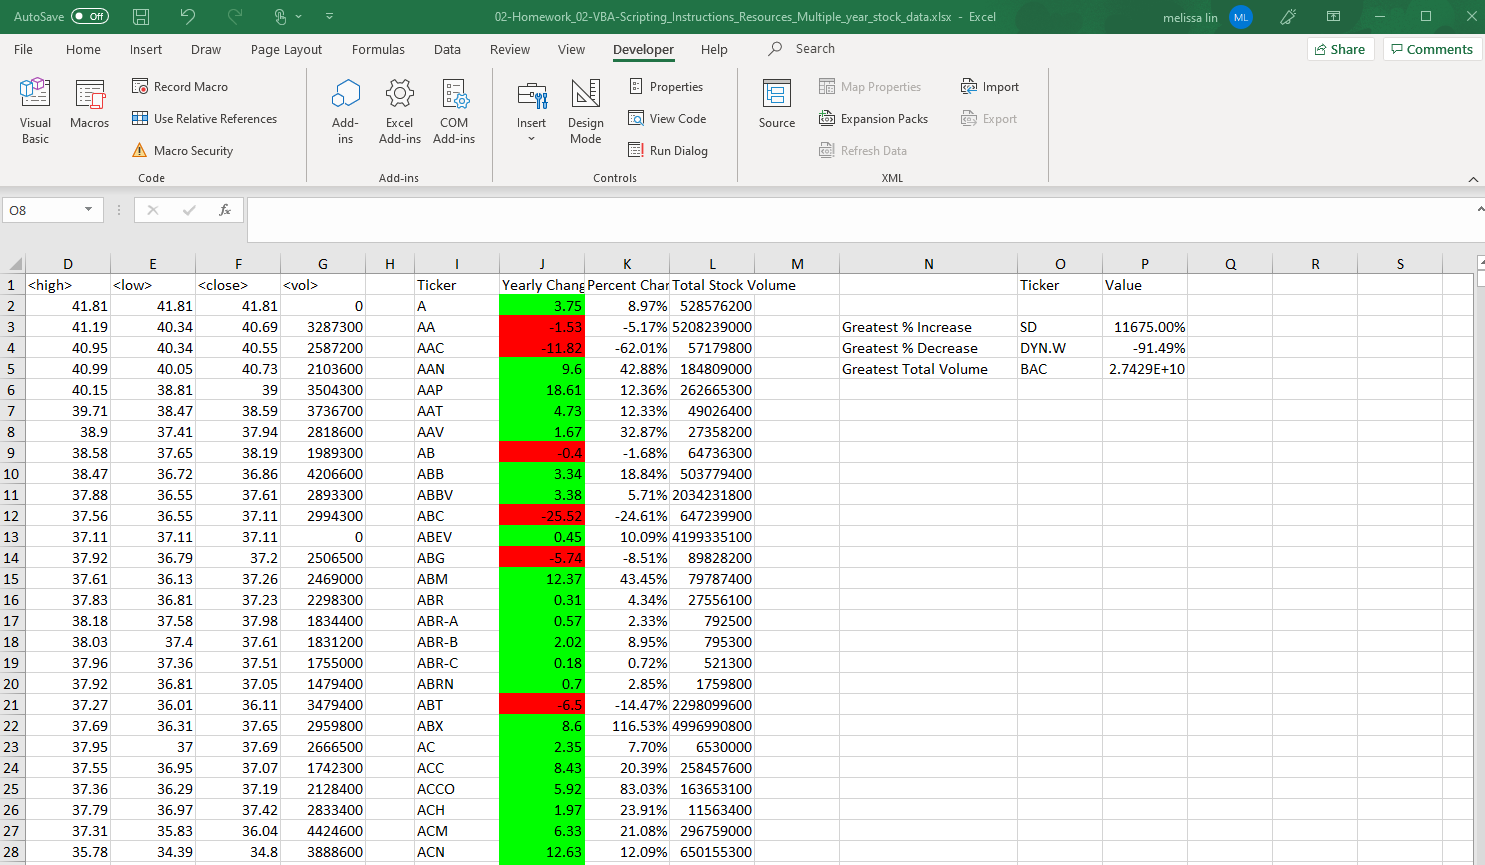 AutoSave Off 02-Homework_02-VBA-Scripting_Instructions_Resources_Multiple_year_stock_data.xlsx - Excel melissa lin ML
File Home Insert Draw Page Layout Formulas Data Review View Developer Help Search Share Comments
Visual Basic Macros Record Macro Use Relative References Macro Security Code
Add-ins Excel Add-ins COM Add-ins Add-ins
Insert Design Mode Properties View Code Run Dialog Controls
Source Map Properties Expansion Packs Refresh Data Import Export XML
O8 fx
D E F G H I J K L M N O P Q R S
1 <high> <low> <close> <vol> Ticker Yearly Chang Percent Char Total Stock Volume Ticker Value
2 41.81 41.81 41.81 0 A 3.75 8.97% 528576200
3 41.19 40.34 40.69 3287300 AA -1.53 -5.17% 5208239000 Greatest % Increase SD 11675.00%
4 40.95 40.34 40.55 2587200 AAC -11.82 -62.01% 57179800 Greatest % Decrease DYN.W -91.49%
5 40.99 40.05 40.73 2103600 AAN 9.6 42.88% 184809000 Greatest Total Volume BAC 2.7429E+10
6 40.15 38.81 39 3504300 AAP 18.61 12.36% 262665300
7 39.71 38.47 38.59 3736700 AAT 4.73 12.33% 49026400
8 38.9 37.41 37.94 2818600 AAV 1.67 32.87% 27358200
9 38.58 37.65 38.19 1989300 AB -0.4 -1.68% 64736300
10 38.47 36.72 36.86 4206600 ABB 3.34 18.84% 503779400
11 37.88 36.55 37.61 2893300 ABBV 3.38 5.71% 2034231800
12 37.56 36.55 37.11 2994300 ABC -25.52 -24.61% 647239900
13 37.11 37.11 37.11 0 ABEV 0.45 10.09% 4199335100
14 37.92 36.79 37.2 2506500 ABG -5.74 -8.51% 89828200
15 37.61 36.13 37.26 2469000 ABM 12.37 43.45% 79787400
16 37.83 36.81 37.23 2298300 ABR 0.31 4.34% 27556100
17 38.18 37.58 37.98 1834400 ABR-A 0.57 2.33% 792500
18 38.03 37.4 37.61 1831200 ABR-B 2.02 8.95% 795300
19 37.96 37.36 37.51 1755000 ABR-C 0.18 0.72% 521300
20 37.92 36.81 37.05 1479400 ABRN 0.7 2.85% 1759800
21 37.27 36.01 36.11 3479400 ABT -6.5 -14.47% 2298099600
22 37.69 36.31 37.65 2959800 ABX 8.6 116.53% 4996990800
23 37.95 37 37.69 2666500 AC 2.35 7.70% 6530000
24 37.55 36.95 37.07 1742300 ACC 8.43 20.39% 258457600
25 37.36 36.29 37.19 2128400 ACCO 5.92 83.03% 163653100
26 37.79 36.97 37.42 2833400 ACH 1.97 23.91% 11563400
27 37.31 35.83 36.04 4424600 ACM 6.33 21.08% 296759000
28 35.78 34.39 34.8 3888600 ACN 12.63 12.09% 650155300